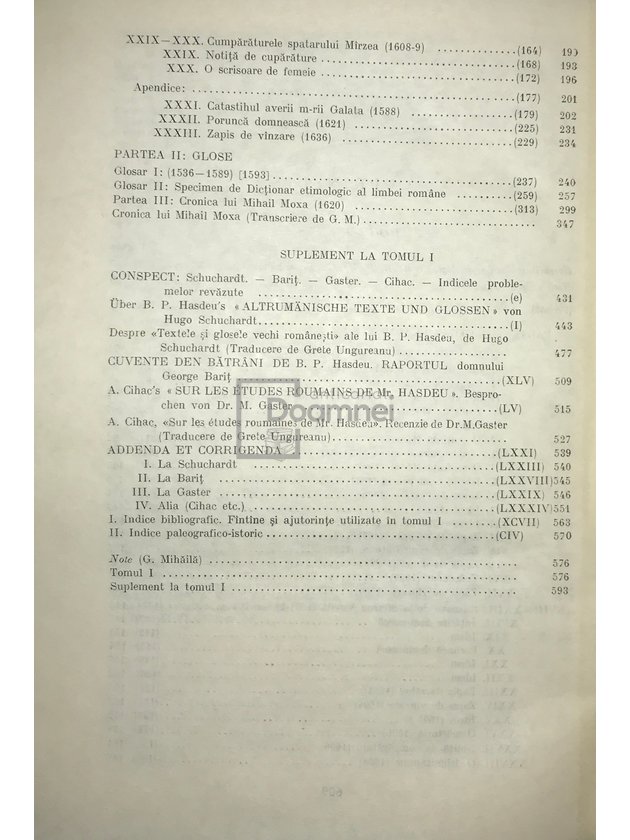 XXIX—XXX. Cumpărăturele spatarului Mîrzea (1608-9) ..............(164) 190
XXIX. Notiță de cupărăture ..............(168) 193
XXX. O scrisoare de femeie ..............(172) 196
Apendice: ..............(177) 201
XXXI. Catastihul averii m-rii Galata (1588) ..............(179) 202
XXXII. Poruncă domnească (1621) ..............(225) 231
XXXIII. Zapis de vînzare (1636) ..............(229) 234
PARTEA II: GLOSE
Glosar I: (1536—1589) [1593] ..............(237) 240
Glosar II: Specimen de Dicționar etimologic al limbei române ..............(259) 257
Partea III: Cronica lui Mihail Moxa (1620) ..............(313) 299
Cronica lui Mihail Moxa (Transcriere de G. M.) .............. 347
SUPLEMENT LA TOMUL I
CONSPECT: Schuchardt. — Bariț. — Gaster. — Cihac. — Indicele proble-
melor revăzute ..............(e) 431
Über B. P. Hasdeu's « ALTRUMÄNISCHE TEXTE UND GLOSSEN » von
Hugo Schuchardt ..............(I) 443
Despre «Textele și glosele vechi românești» ale lui B. P. Hasdeu, de Hugo
Schuchardt (Traducere de Grete Ungureanu) .............. 477
CUVENTE DEN BĂTRÂNI DE B. P. Hasdeu. RAPORTUL domnului
George Bariț ..............(XLV) 509
A. Cihac's « SUR LES ÉTUDES ROUMAINS DE Mr. HASDEU ». Bespro-
chen von Dr. M. Gaster ..............(LV) 515
Doamnei
A. Cihac, «Sur les études roumaines de Mr. Hasdeu». Recenzie de Dr.M.Gaster
(Traducere de Grete Ungureanu) .............. 527
ADDENDA ET CORRIGENDA ..............(LXXI) 539
I. La Schuchardt ..............(LXXIII) 540
II. La Bariț ..............(LXXVIII) 545
III. La Gaster ..............(LXXIX) 546
IV. Alia (Cihac etc.) ..............(LXXXIV) 551
I. Indice bibliografic. Fîntîne și ajutorințe utilizate în tomul I ..............(XCVII) 563
II. Indice paleografico-istoric ..............(CIV) 570
Note (G. Mihăilă) .............. 576
Tomul I .............. 576
Suplement la tomul I .............. 593